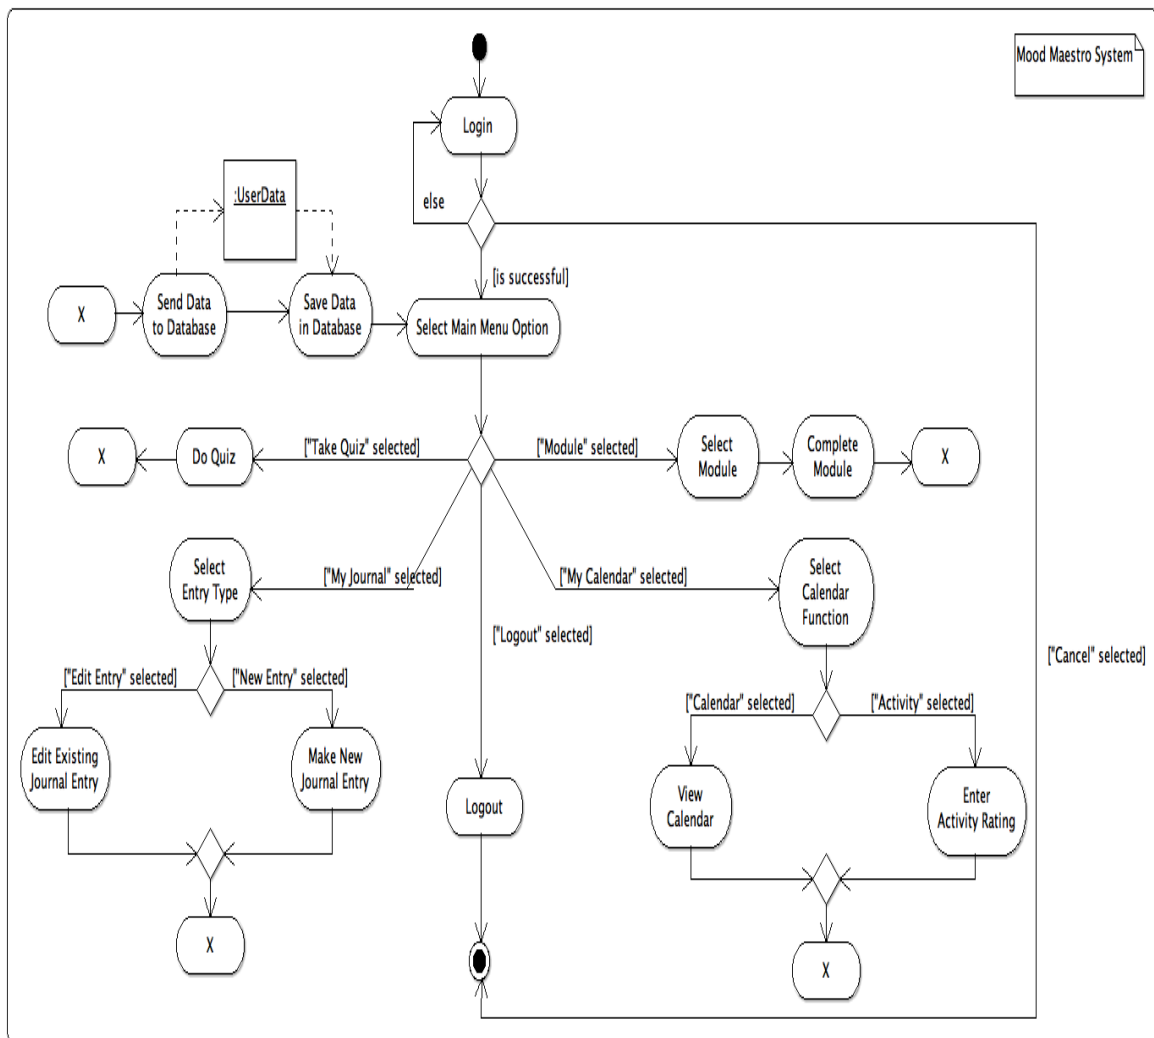 Mood Maestro System
Login
else
:UserData
[is successful]
X
Send Data
to Database
Save Data
in Database
Select Main Menu Option
X
Do Quiz
["Take Quiz" selected]
["Module" selected]
Select
Module
Complete
Module
X
Select
Entry Type
["My Journal" selected]
["My Calendar" selected]
Select
Calendar
Function
["Logout" selected]
["Cancel" selected]
["Edit Entry" selected]
["New Entry" selected]
["Calendar" selected]
["Activity" selected]
Edit Existing
Journal Entry
Make New
Journal Entry
Logout
View
Calendar
Enter
Activity Rating
X
X